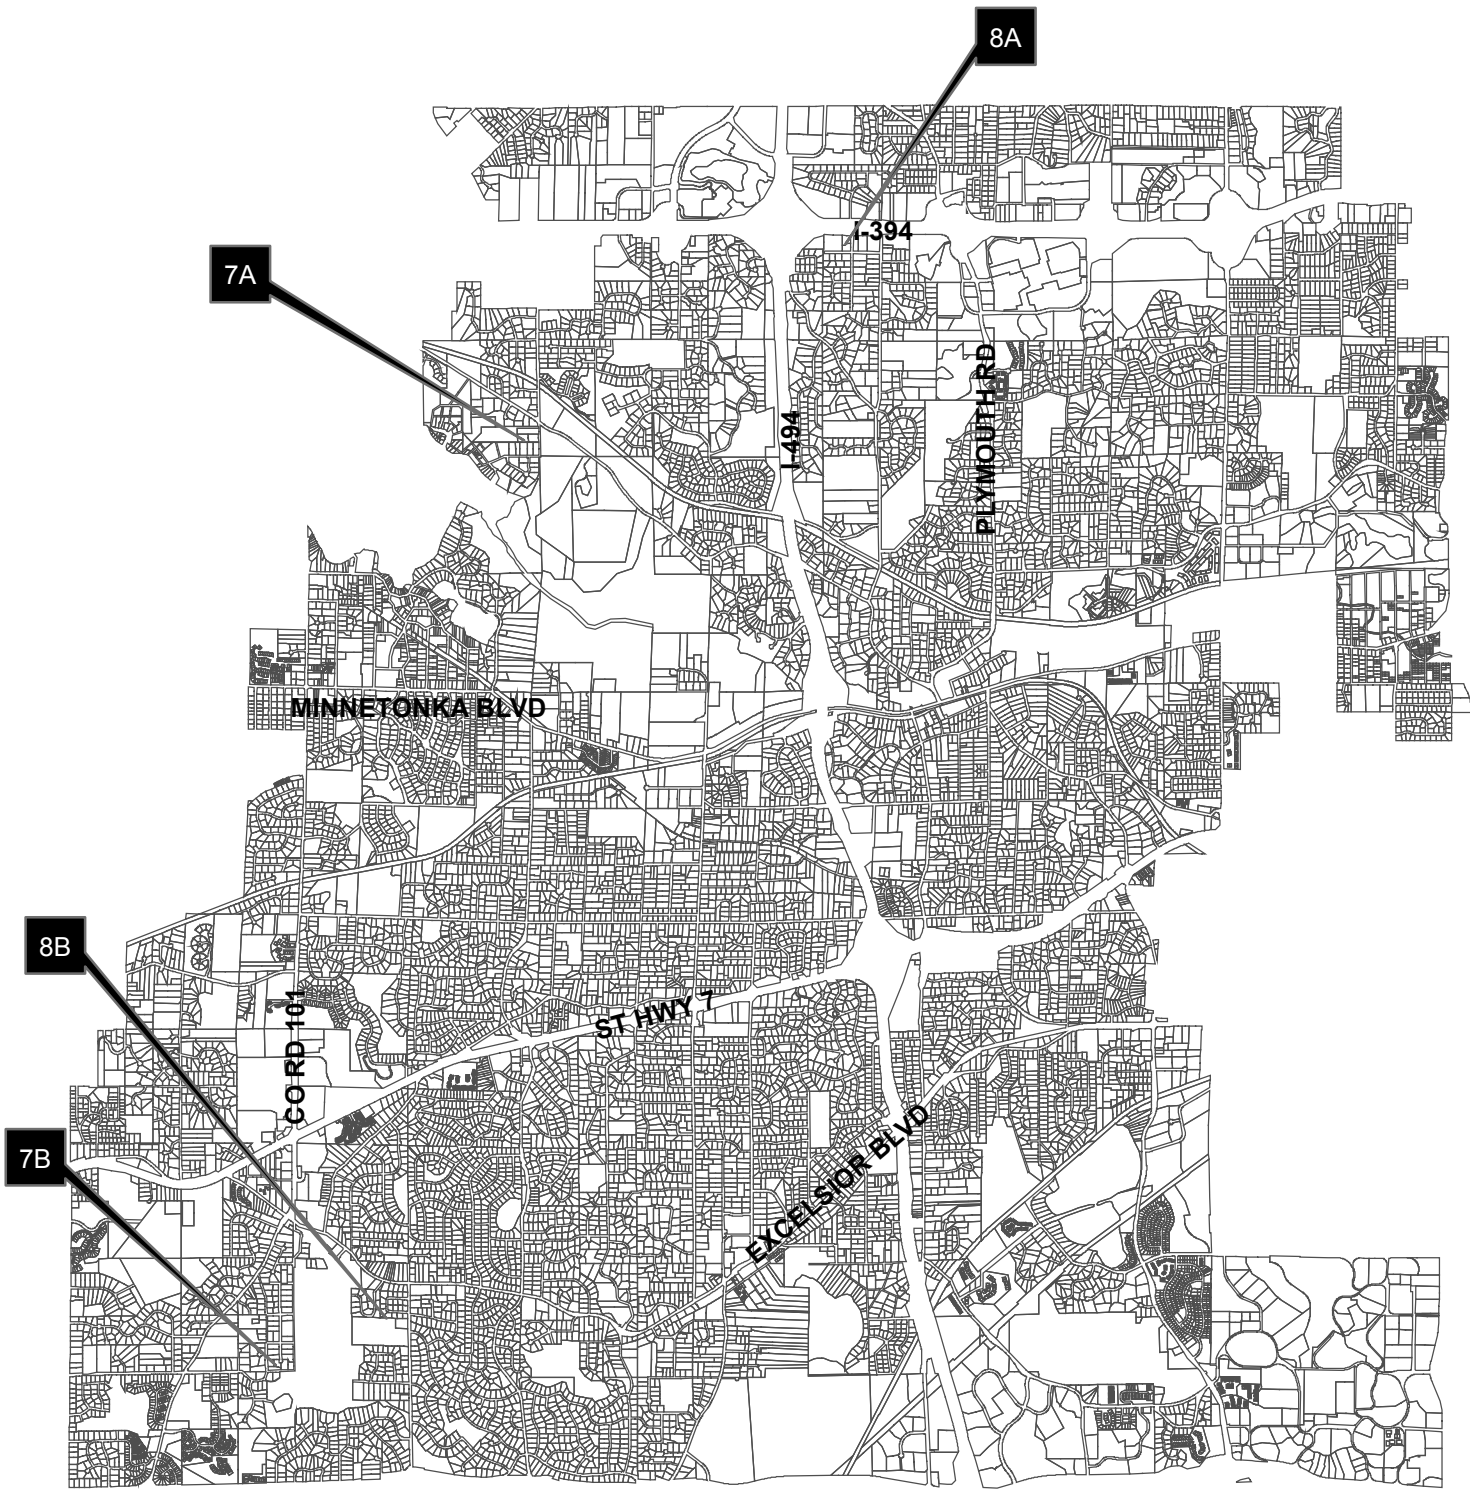 8A
I-394
7A
PLYMOUTH RD
I-494
MINNETONKA BLVD
8B
ST HWY 7
CO RD 101
EXCELSIOR BLVD
7B